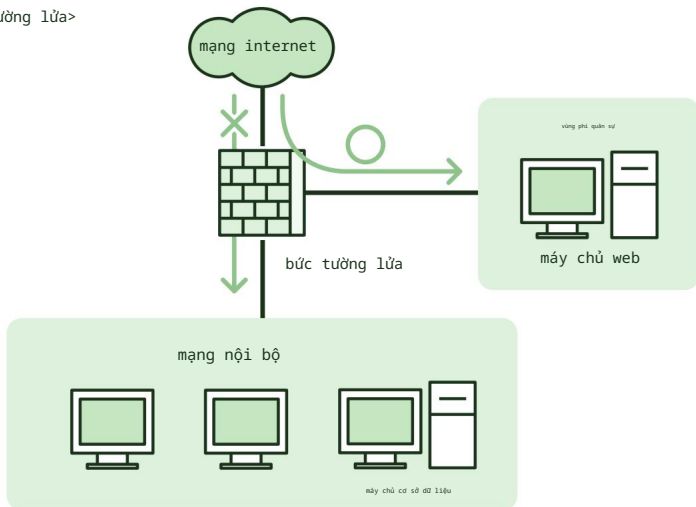 ường lửa>
mạng internet
vùng phi quân sự
máy chủ web
bức tường lửa
mạng nội bộ
máy chủ cơ sở dữ liệu